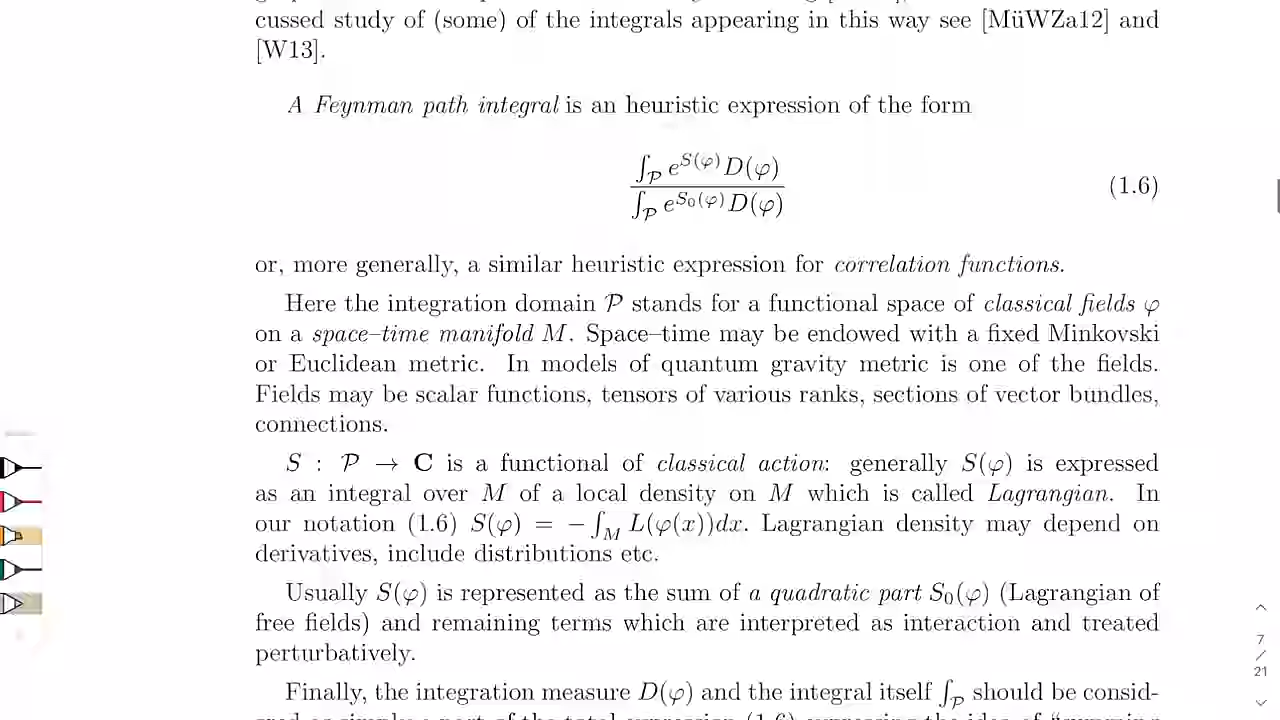 cussed study of (some) of the integrals appearing in this way see [MüWZa12] and
[W13].
A Feynman path integral is an heuristic expression of the form
∫_P e^{S(φ)} D(φ)
∫_P e^{S_0(φ)} D(φ)
(1.6)
or, more generally, a similar heuristic expression for correlation functions.
Here the integration domain P stands for a functional space of classical fields φ
on a space–time manifold M. Space–time may be endowed with a fixed Minkovski
or Euclidean metric. In models of quantum gravity metric is one of the fields.
Fields may be scalar functions, tensors of various ranks, sections of vector bundles,
connections.
S : P → C is a functional of classical action: generally S(φ) is expressed
as an integral over M of a local density on M which is called Lagrangian. In
our notation (1.6) S(φ) = −∫_M L(φ(x))dx. Lagrangian density may depend on
derivatives, include distributions etc.
Usually S(φ) is represented as the sum of a quadratic part S_0(φ) (Lagrangian of
free fields) and remaining terms which are interpreted as interaction and treated
perturbatively.
Finally, the integration measure D(φ) and the integral itself ∫_P should be consid-
7
/
21